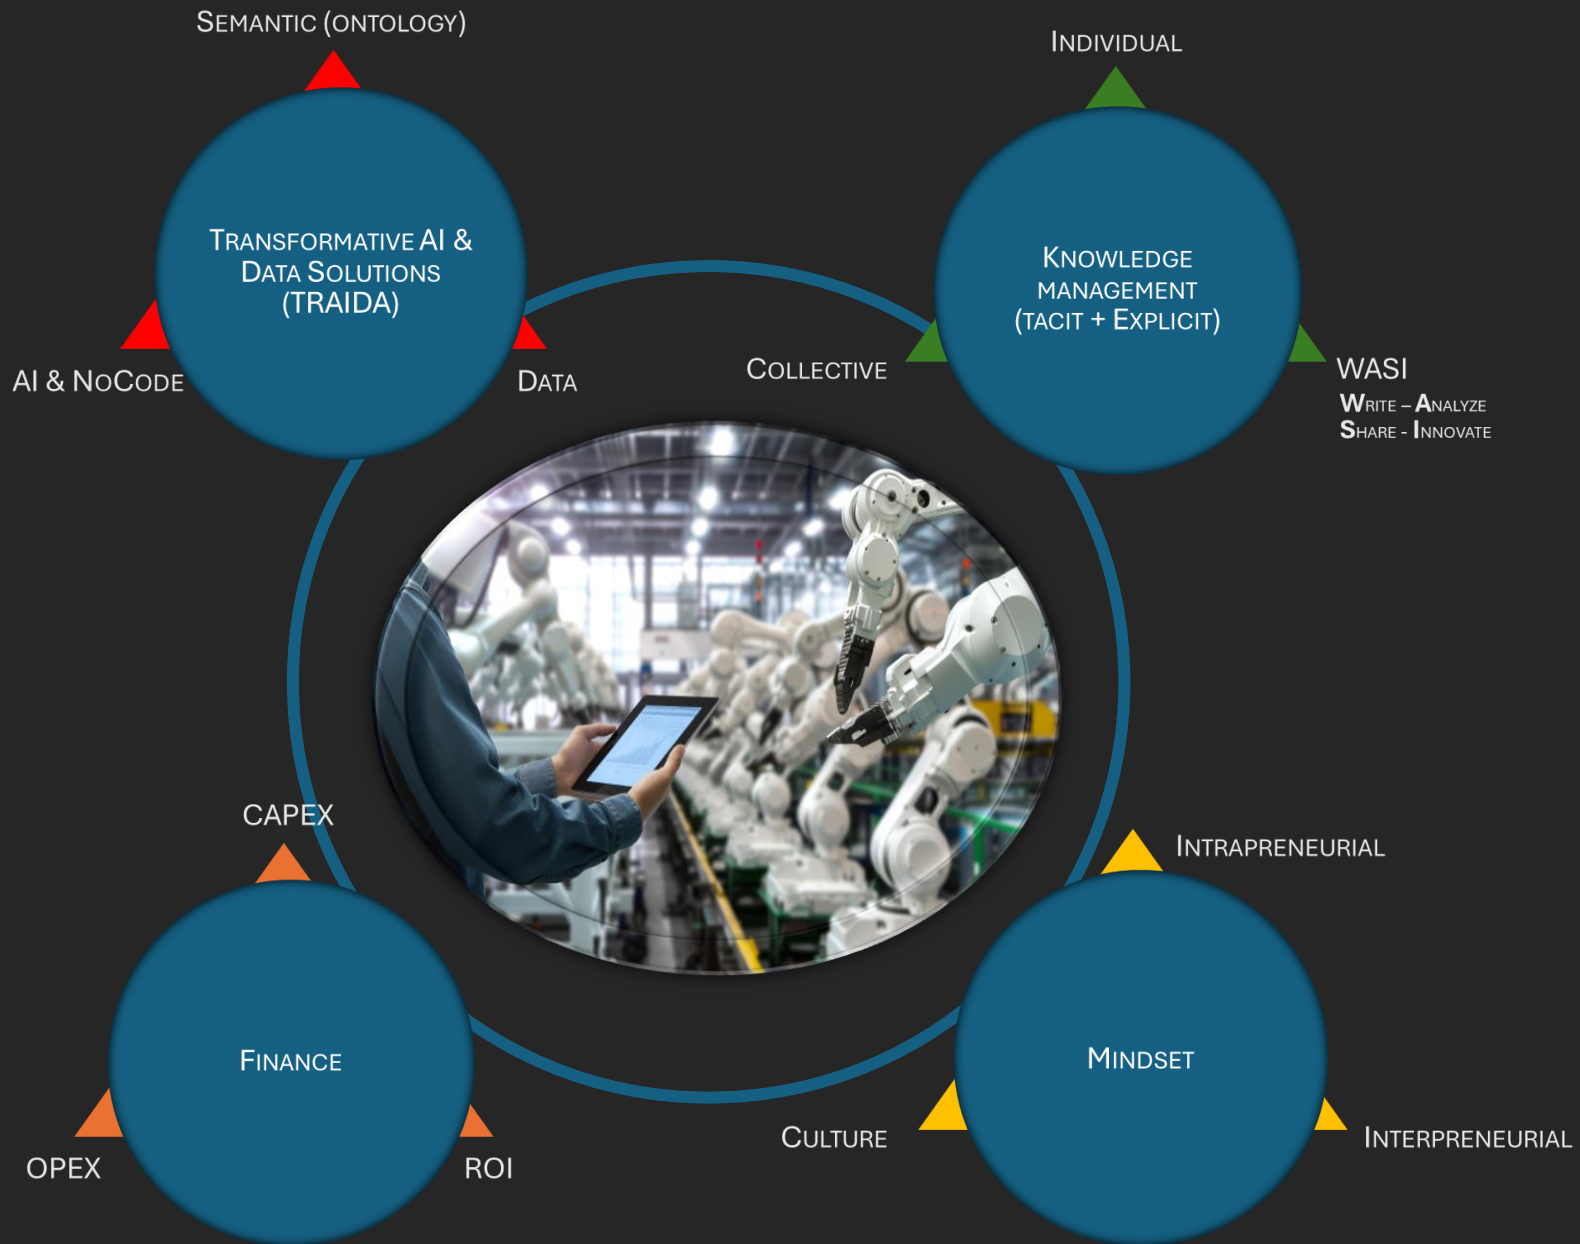 Semantic (ontology)
Individual
Transformative AI &
Data Solutions
(TRAIDA)
Knowledge
management
(tacit + Explicit)
AI & NoCode
Data
Collective
WASI
Write – Analyze
Share - Innovate
CAPEX
Intrapreneurial
Finance
Mindset
OPEX
ROI
Culture
Interpreneurial